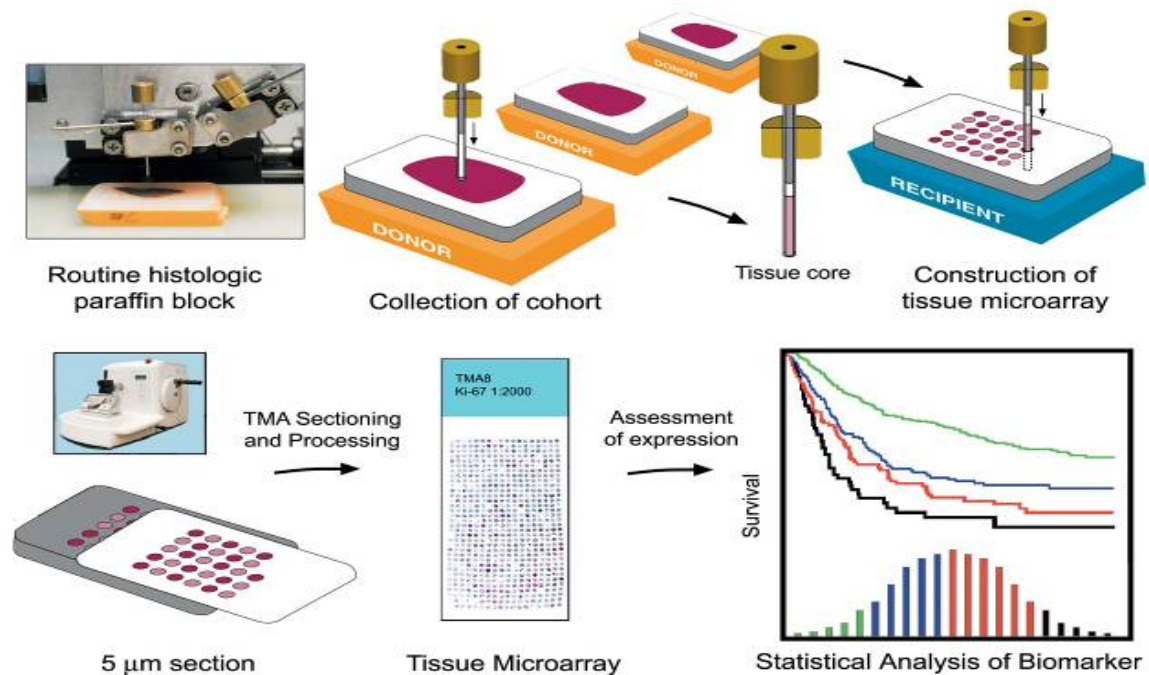 DONOR
DONOR
DONOR
RECIPIENT
Routine histologic
paraffin block
Collection of cohort
Tissue core
Construction of
tissue microarray
TMA Sectioning
and Processing
TMA8
Ki-67 1:2000
Assessment
of expression
Survival
5 μm section
Tissue Microarray
Statistical Analysis of Biomarker